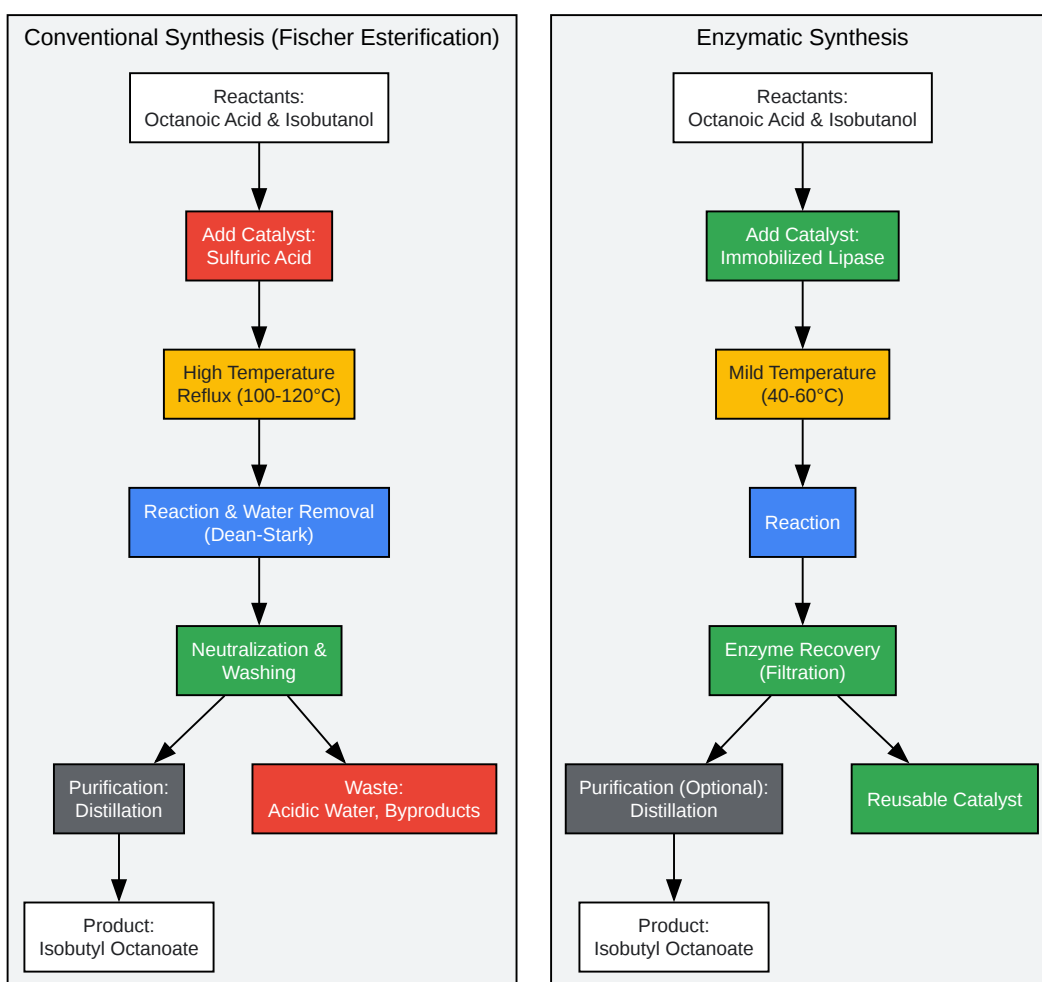 Conventional Synthesis (Fischer Esterification)
Reactants:
Octanoic Acid & Isobutanol
Add Catalyst:
Sulfuric Acid
High Temperature
Reflux (100-120°C)
Reaction & Water Removal
(Dean-Stark)
Neutralization &
Washing
Purification:
Distillation
Waste:
Acidic Water, Byproducts
Product:
Isobutyl Octanoate
Enzymatic Synthesis
Reactants:
Octanoic Acid & Isobutanol
Add Catalyst:
Immobilized Lipase
Mild Temperature
(40-60°C)
Reaction
Enzyme Recovery
(Filtration)
Purification (Optional):
Distillation
Reusable Catalyst
Product:
Isobutyl Octanoate